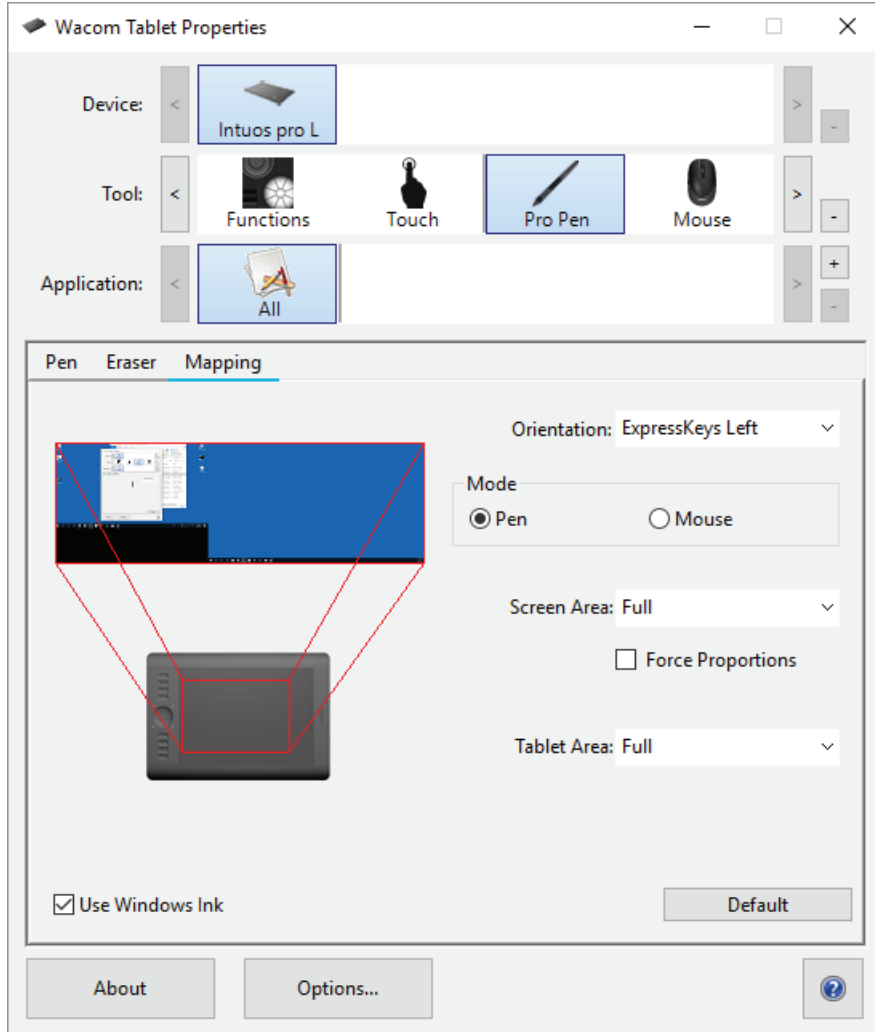 Wacom Tablet Properties
Device:
<
Intuos pro L
>
-
Tool:
<
Functions
Touch
Pro Pen
Mouse
>
-
Application:
<
All
>
+
-
Pen Eraser Mapping
Orientation: ExpressKeys Left
Mode
Pen
Mouse
Screen Area: Full
Force Proportions
Tablet Area: Full
Use Windows Ink
Default
About
Options...
?